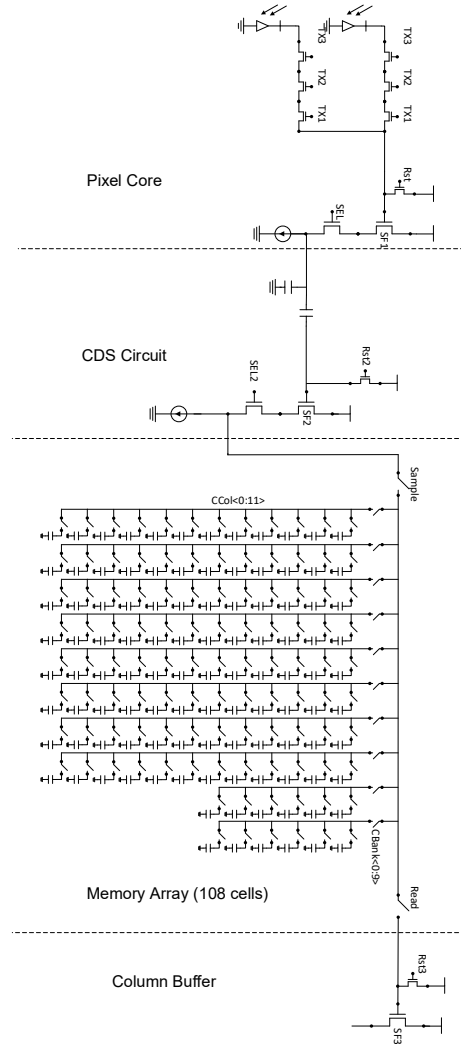 TX3
TX3
TX2
TX2
TX1
TX1
Rst
Pixel Core
SEL
SF1
CDS Circuit
Rst2
SEL2
SF2
Sample
CCol<0:11>
CBank<0:9>
Memory Array (108 cells)
Read
Column Buffer
Rst3
SF3